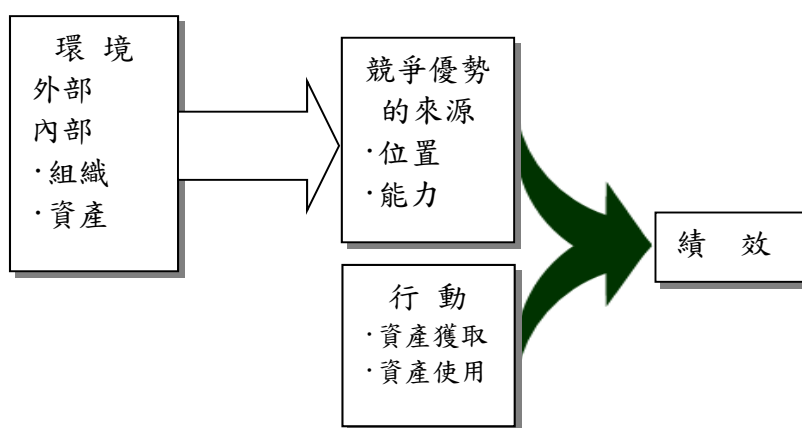 環 境
外部
內部
·組織
·資產
競爭優勢
的來源
·位置
·能力
行 動
·資產獲取
·資產使用
績 效